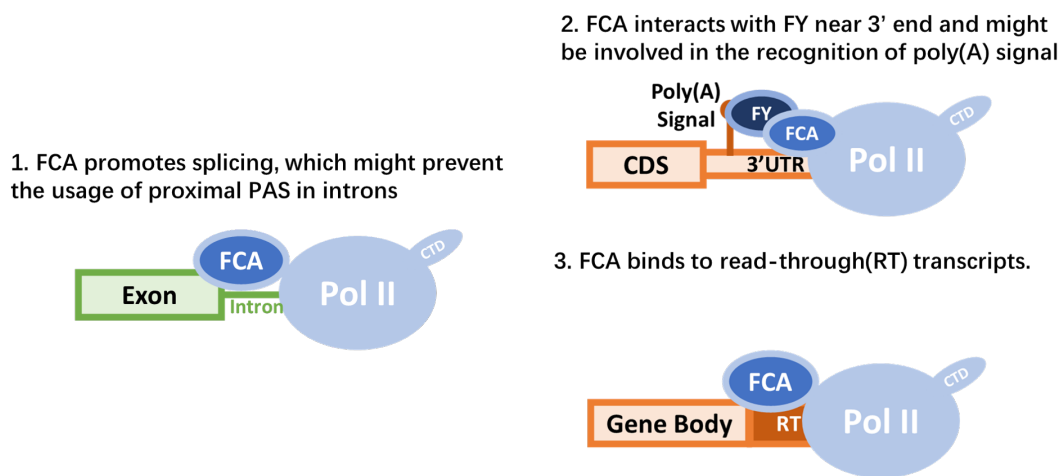 1. FCA promotes splicing, which might prevent
the usage of proximal PAS in introns
FCA
CTD
Exon
Intron
Pol II
2. FCA interacts with FY near 3’ end and might
be involved in the recognition of poly(A) signal
Poly(A)
Signal
FY
FCA
CTD
CDS
3’UTR
Pol II
3. FCA binds to read-through(RT) transcripts.
FCA
CTD
Gene Body
RT
Pol II